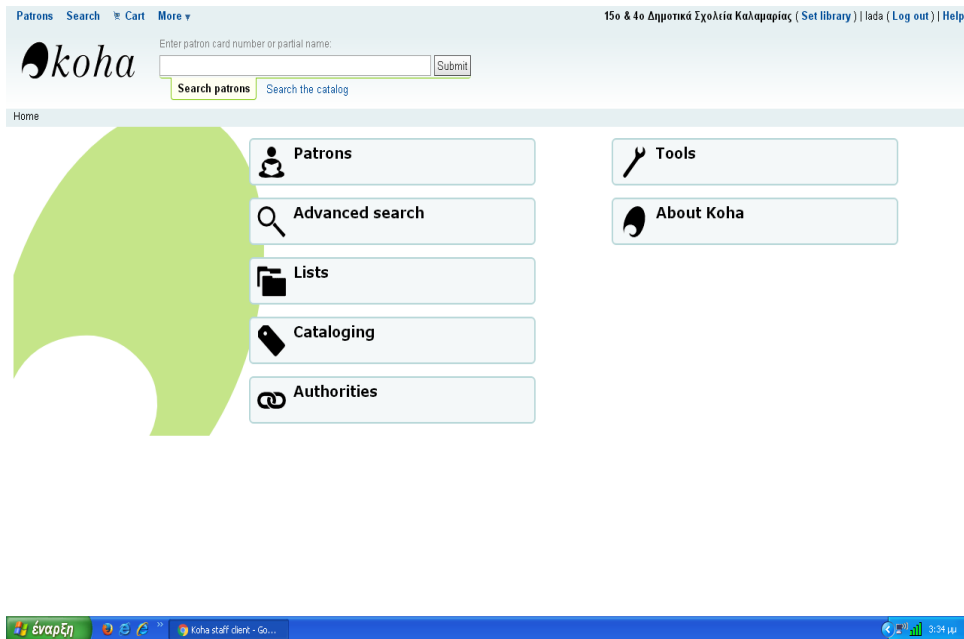 Patrons Search Cart More ▾ 15ο & 4ο Δημοτικά Σχολεία Καλαμαρίας ( Set library ) | lada ( Log out ) | Help
koha
Enter patron card number or partial name:
Submit
Search patrons Search the catalog
Home
Patrons
Advanced search
Lists
Cataloging
Authorities
Tools
About Koha
έναρξη » Koha staff client - Go... 3:34 μμ